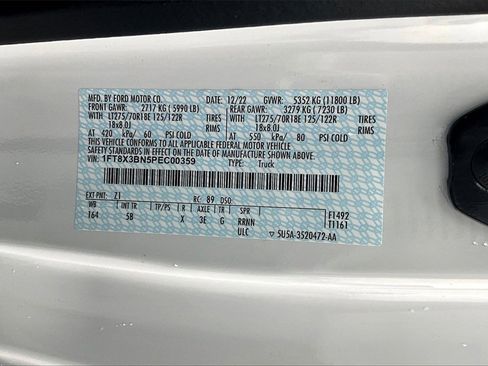 MFD. BY FORD MOTOR CO. DATE: 12/22 GVWR: 5352 KG (11800 LB)
FRONT GAWR: 2717 KG (5990 LB) REAR GAWR: 3279 KG (7230 LB)
WITH LT275/70R18E 125/122R TIRES WITH LT275/70R18E 125/122R TIRES
18x8.0J RIMS 18x8.0J RIMS
AT 420 kPa/ 60 PSI COLD AT 550 kPa/ 80 PSI COLD
THIS VEHICLE CONFORMS TO ALL APPLICABLE FEDERAL MOTOR VEHICLE
SAFETY STANDARDS IN EFFECT ON THE DATE OF MANUFACTURE SHOWN ABOVE.
VIN: 1FT8X3BN5PEC00359 TYPE: Truck
EXT PNT: Z1 RC: 89 DSO:
WB TP/PS R AXLE TR SPR
164 5B X 3E G RRNN F1492
ULC T1161
▽ 5U5A-3520472-AA